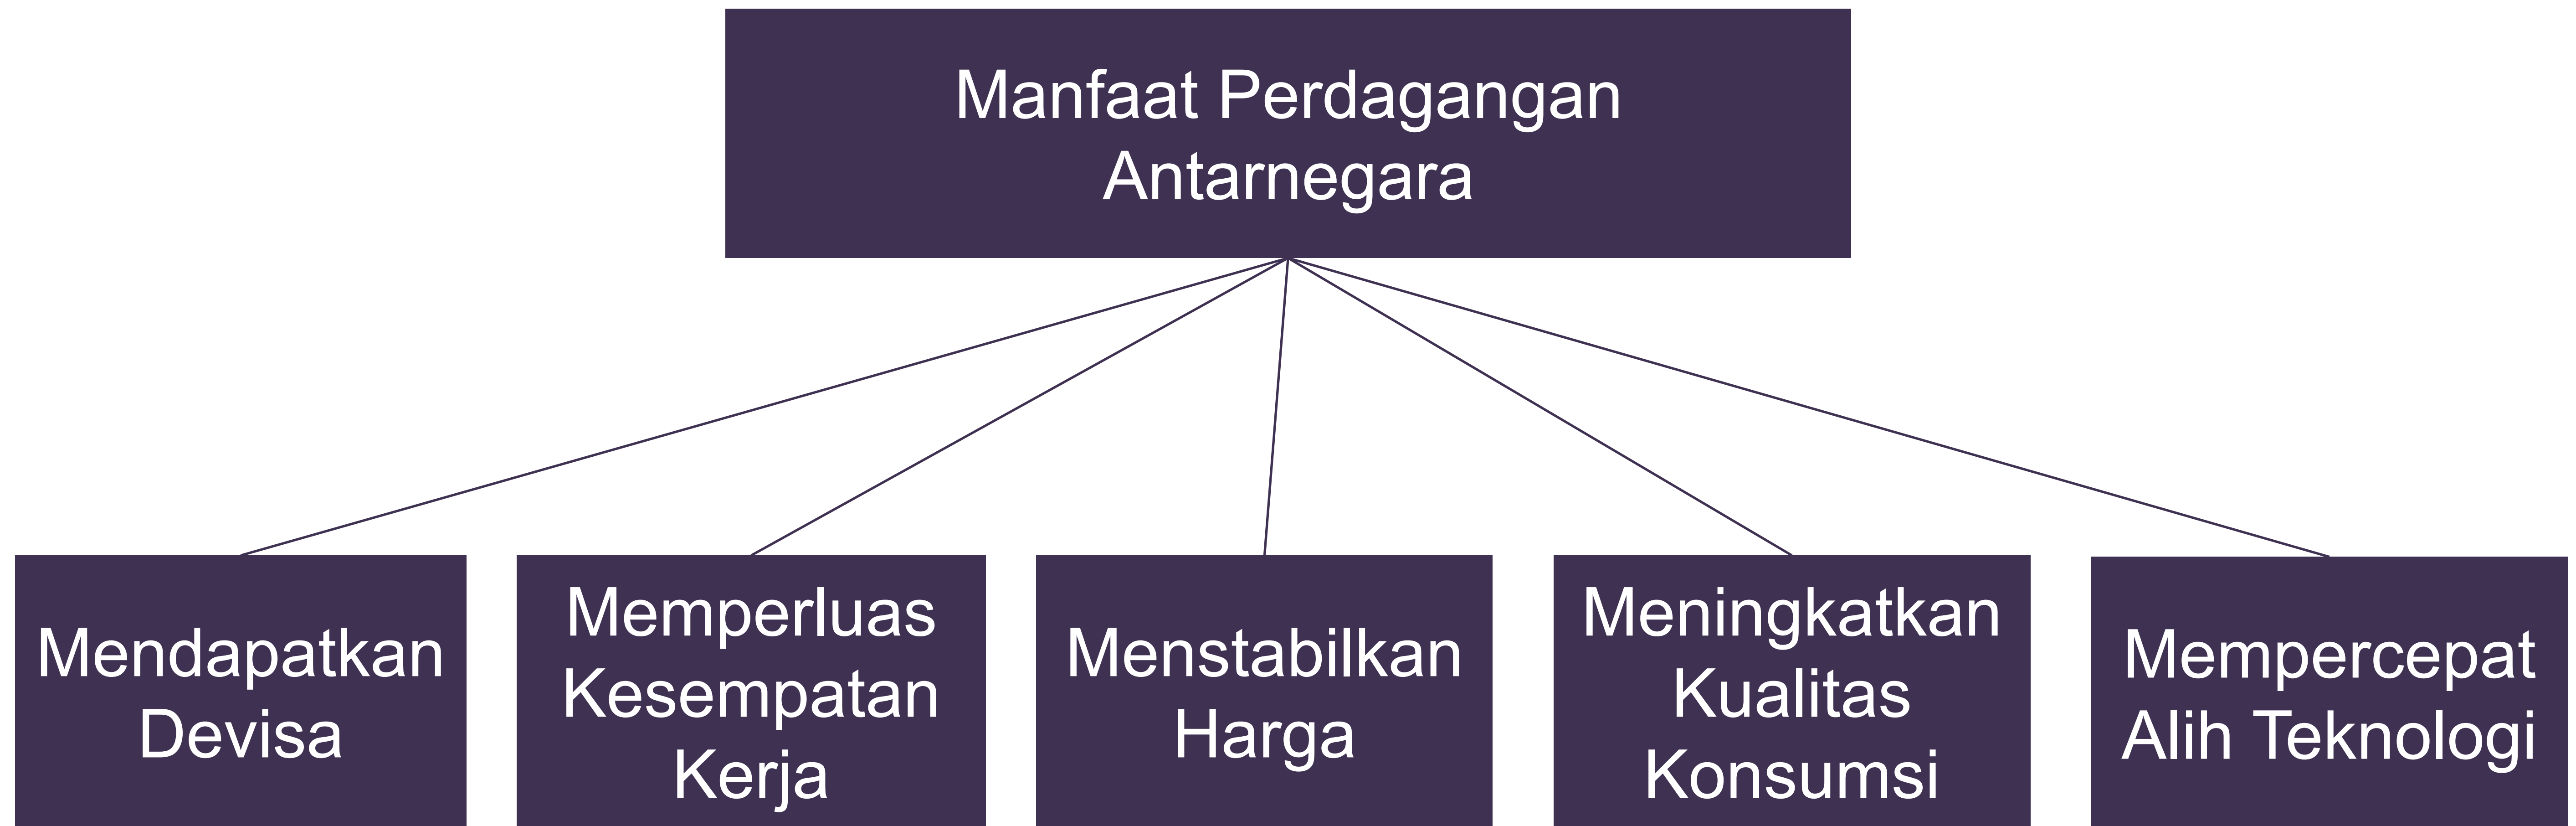 Manfaat Perdagangan
Antarnegara
Mendapatkan
Devisa
Memperluas
Kesempatan
Kerja
Menstabilkan
Harga
Meningkatkan
Kualitas
Konsumsi
Mempercepat
Alih Teknologi